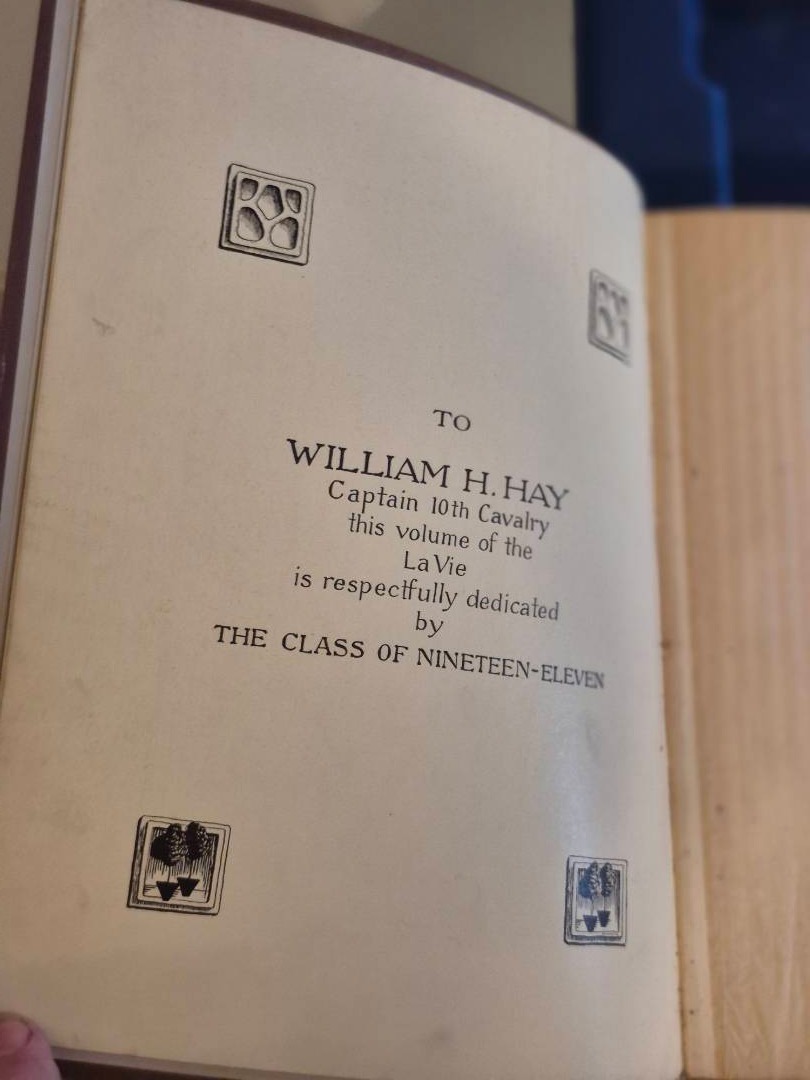 TO
WILLIAM H. HAY
Captain 10th Cavalry
this volume of the
La Vie
is respectfully dedicated
by
THE CLASS OF NINETEEN-ELEVEN